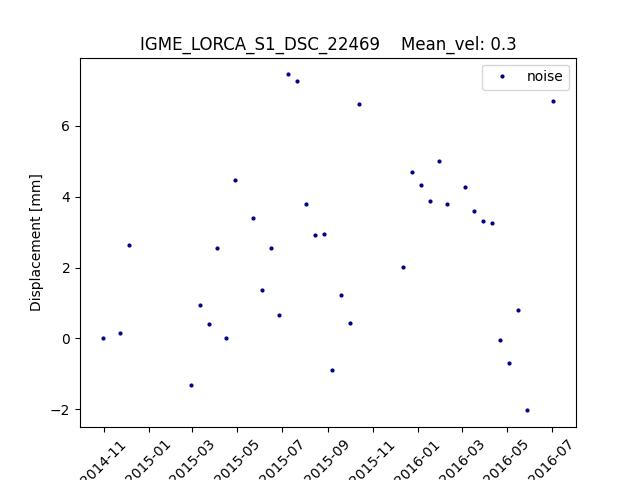 IGME_LORCA_S1_DSC_22469 Mean_vel: 0.3
noise
Displacement [mm]
6
4
2
0
−2
2014-11 2015-01 2015-03 2015-05 2015-07 2015-09 2015-11 2016-01 2016-03 2016-05 2016-07